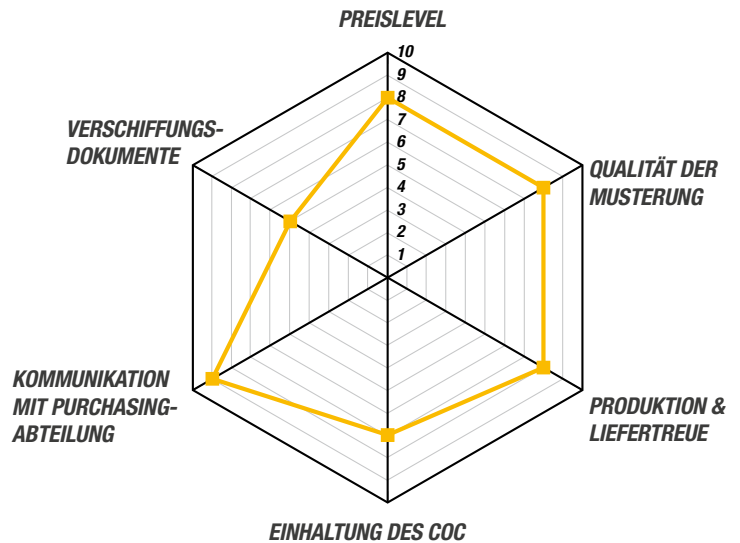 PREISLEVEL
10
9
8
7
6
5
4
3
2
1
QUALITÄT DER
MUSTERUNG
PRODUKTION &
LIEFERTREUE
EINHALTUNG DES COC
KOMMUNIKATION
MIT PURCHASING-
ABTEILUNG
VERSCHIFFUNGS-
DOKUMENTE